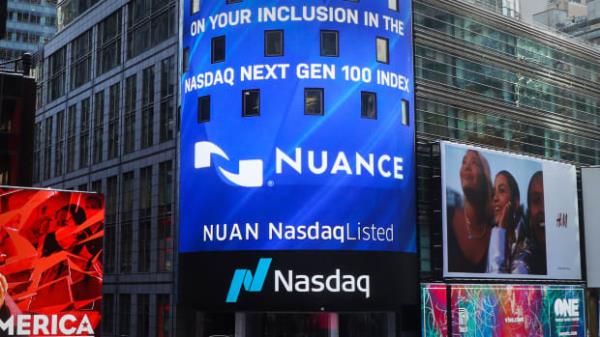 ON YOUR INCLUSION IN THE
NASDAQ NEXT GEN 100 INDEX
NUANCE
NUAN NasdaqListed
Nasdaq
MERICA
H&M
ONE